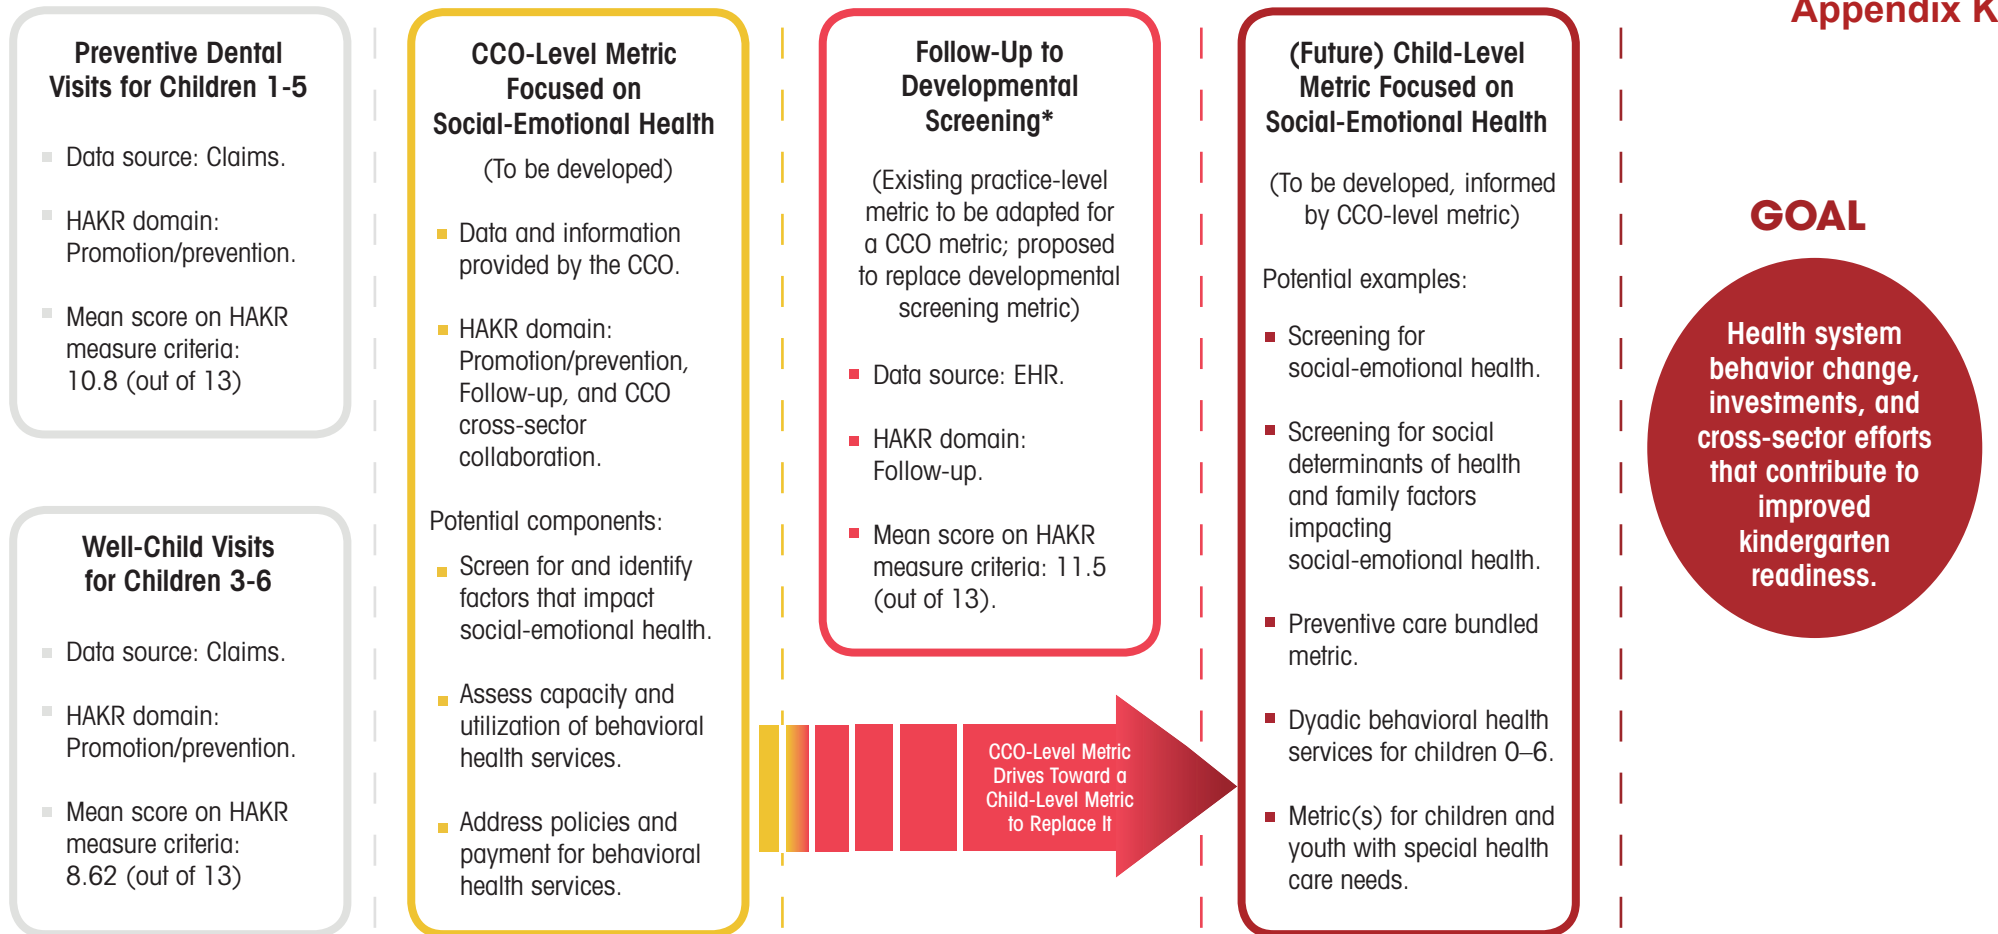 Appendix K
Preventive Dental
Visits for Children 1-5
Data source: Claims.
HAKR domain:
Promotion/prevention.
Mean score on HAKR
measure criteria:
10.8 (out of 13)
Well-Child Visits
for Children 3-6
Data source: Claims.
HAKR domain:
Promotion/prevention.
Mean score on HAKR
measure criteria:
8.62 (out of 13)
CCO-Level Metric
Focused on
Social-Emotional Health
(To be developed)
Data and information
provided by the CCO.
HAKR domain:
Promotion/prevention,
Follow-up, and CCO
cross-sector
collaboration.
Potential components:
Screen for and identify
factors that impact
social-emotional health.
Assess capacity and
utilization of behavioral
health services.
Address policies and
payment for behavioral
health services.
Follow-Up to
Developmental
Screening*
(Existing practice-level
metric to be adapted for
a CCO metric; proposed
to replace developmental
screening metric)
Data source: EHR.
HAKR domain:
Follow-up.
Mean score on HAKR
measure criteria: 11.5
(out of 13).
CCO-Level Metric
Drives Toward a
Child-Level Metric
to Replace It
(Future) Child-Level
Metric Focused on
Social-Emotional Health
(To be developed, informed
by CCO-level metric)
Potential examples:
Screening for
social-emotional health.
Screening for social
determinants of health
and family factors
impacting
social-emotional health.
Preventive care bundled
metric.
Dyadic behavioral health
services for children 0–6.
Metric(s) for children and
youth with special health
care needs.
GOAL
Health system
behavior change,
investments, and
cross-sector efforts
that contribute to
improved
kindergarten
readiness.